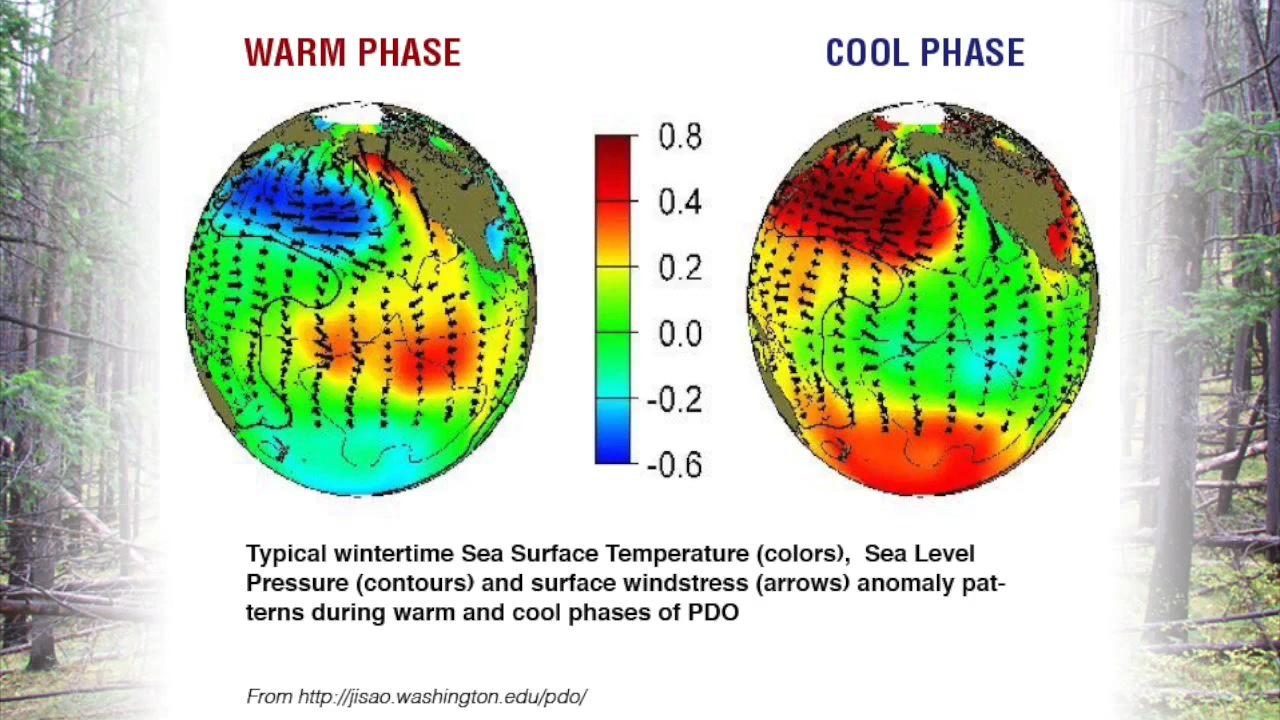 WARM PHASE
COOL PHASE
0.8
0.4
0.2
0.0
-0.2
-0.6
Typical wintertime Sea Surface Temperature (colors),  Sea Level
Pressure (contours) and surface windstress (arrows) anomaly pat-
terns during warm and cool phases of PDO
From http://jisao.washington.edu/pdo/